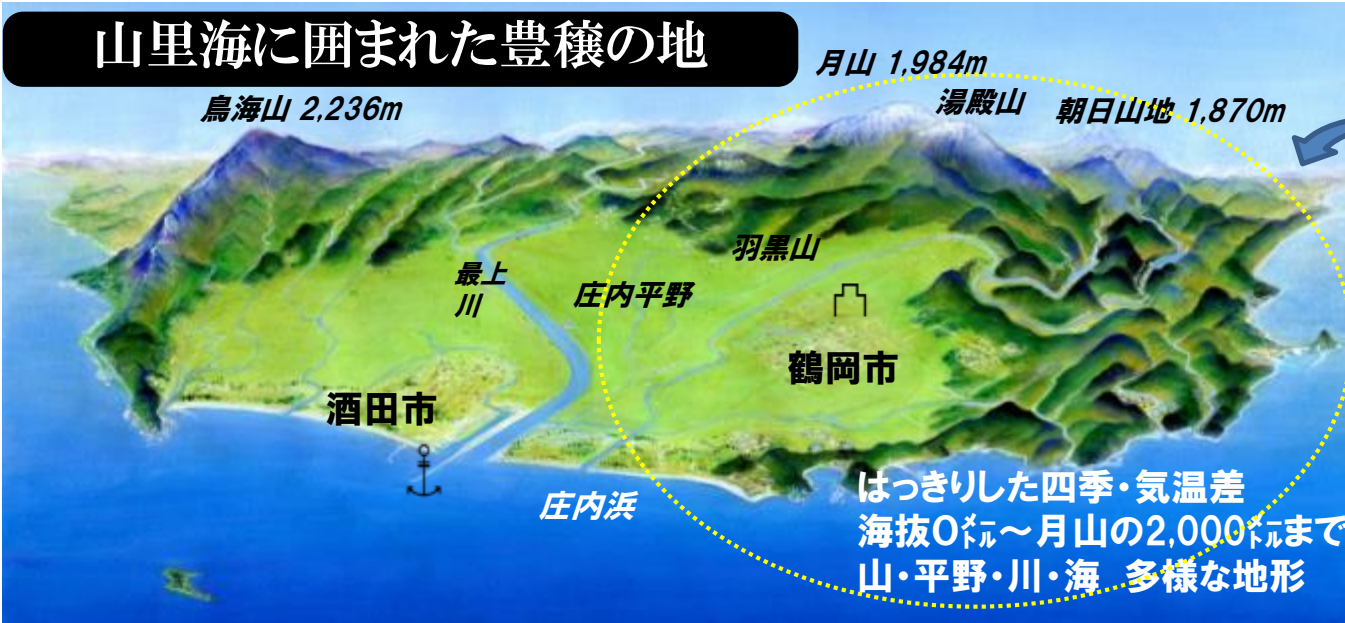 山里海に囲まれた豊穣の地
月山 1,984m
鳥海山 2,236m
湯殿山
朝日山地 1,870m
羽黒山
最上
川
庄内平野
鶴岡市
酒田市
庄内浜
はっきりした四季・気温差
海抜0㍍～月山の2,000㍍まで
山・平野・川・海 多様な地形